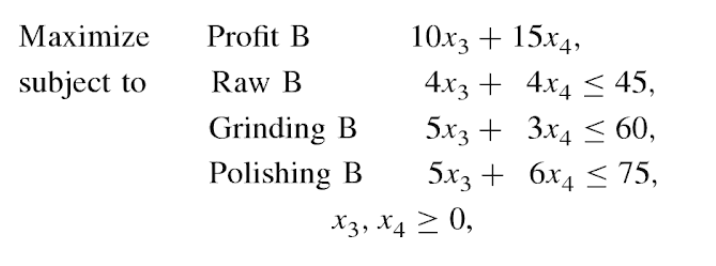 Maximize Profit B 10x₃ + 15x₄,
subject to Raw B 4x₃ + 4x₄ ≤ 45,
Grinding B 5x₃ + 3x₄ ≤ 60,
Polishing B 5x₃ + 6x₄ ≤ 75,
x₃, x₄ ≥ 0,